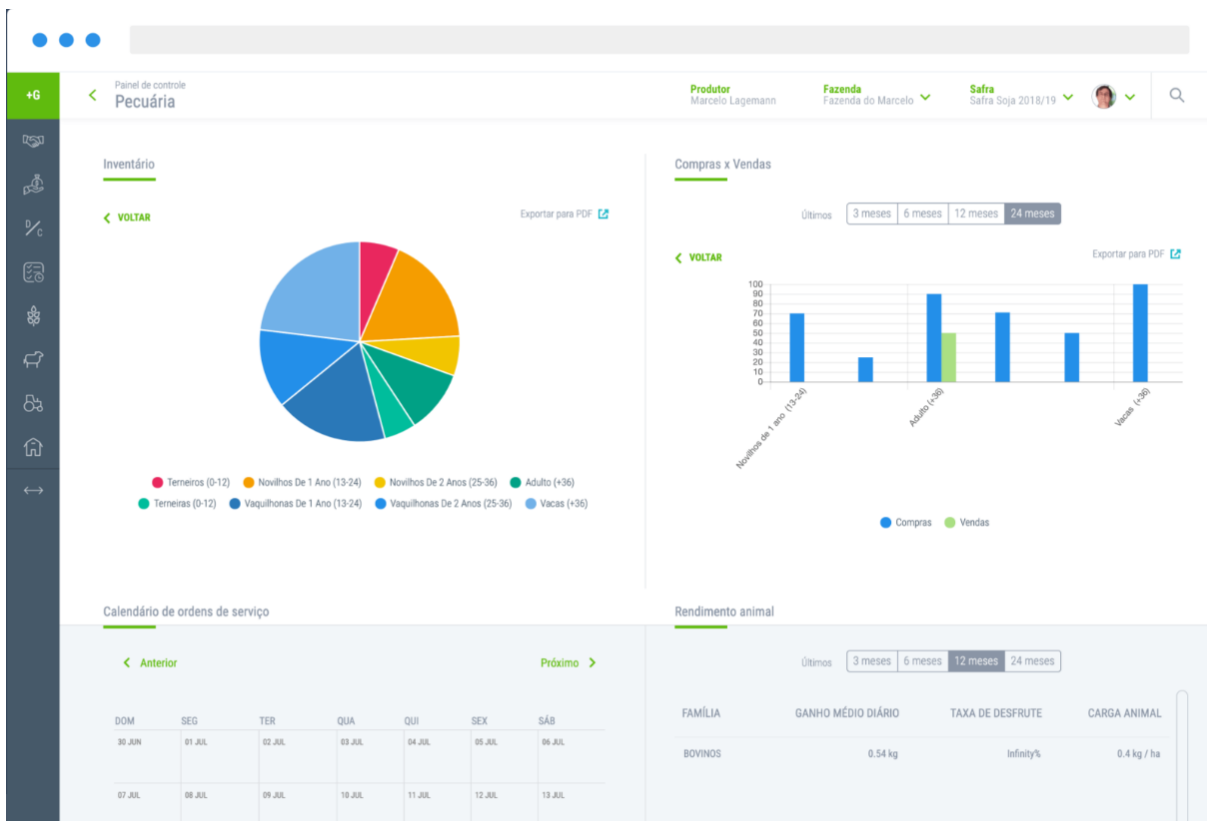 +G
Painel de controle
Pecuária
Produtor
Marcelo Lagemann
Fazenda
Fazenda do Marcelo
Safra
Safra Soja 2018/19
Inventário
VOLTAR
Exportar para PDF
Terneiros (0-12) Novilhos De 1 Ano (13-24) Novilhos De 2 Anos (25-36) Adulto (+36)
Terneiras (0-12) Vaquilhonas De 1 Ano (13-24) Vaquilhonas De 2 Anos (25-36) Vacas (+36)
Compras x Vendas
Últimos 3 meses 6 meses 12 meses 24 meses
VOLTAR
Exportar para PDF
100
90
80
70
60
50
40
30
20
10
0
Novilhos de 1 ano (13-24)
Adulto (+36)
Vacas (+36)
Compras Vendas
Calendário de ordens de serviço
Anterior Próximo
DOM SEG TER QUA QUI SEX SÁB
30 JUN 01 JUL 02 JUL 03 JUL 04 JUL 05 JUL 06 JUL
07 JUL 08 JUL 09 JUL 10 JUL 11 JUL 12 JUL 13 JUL
Rendimento animal
Últimos 3 meses 6 meses 12 meses 24 meses
FAMÍLIA GANHO MÉDIO DIÁRIO TAXA DE DESFRUTE CARGA ANIMAL
BOVINOS 0.54 kg Infinity% 0.4 kg / ha